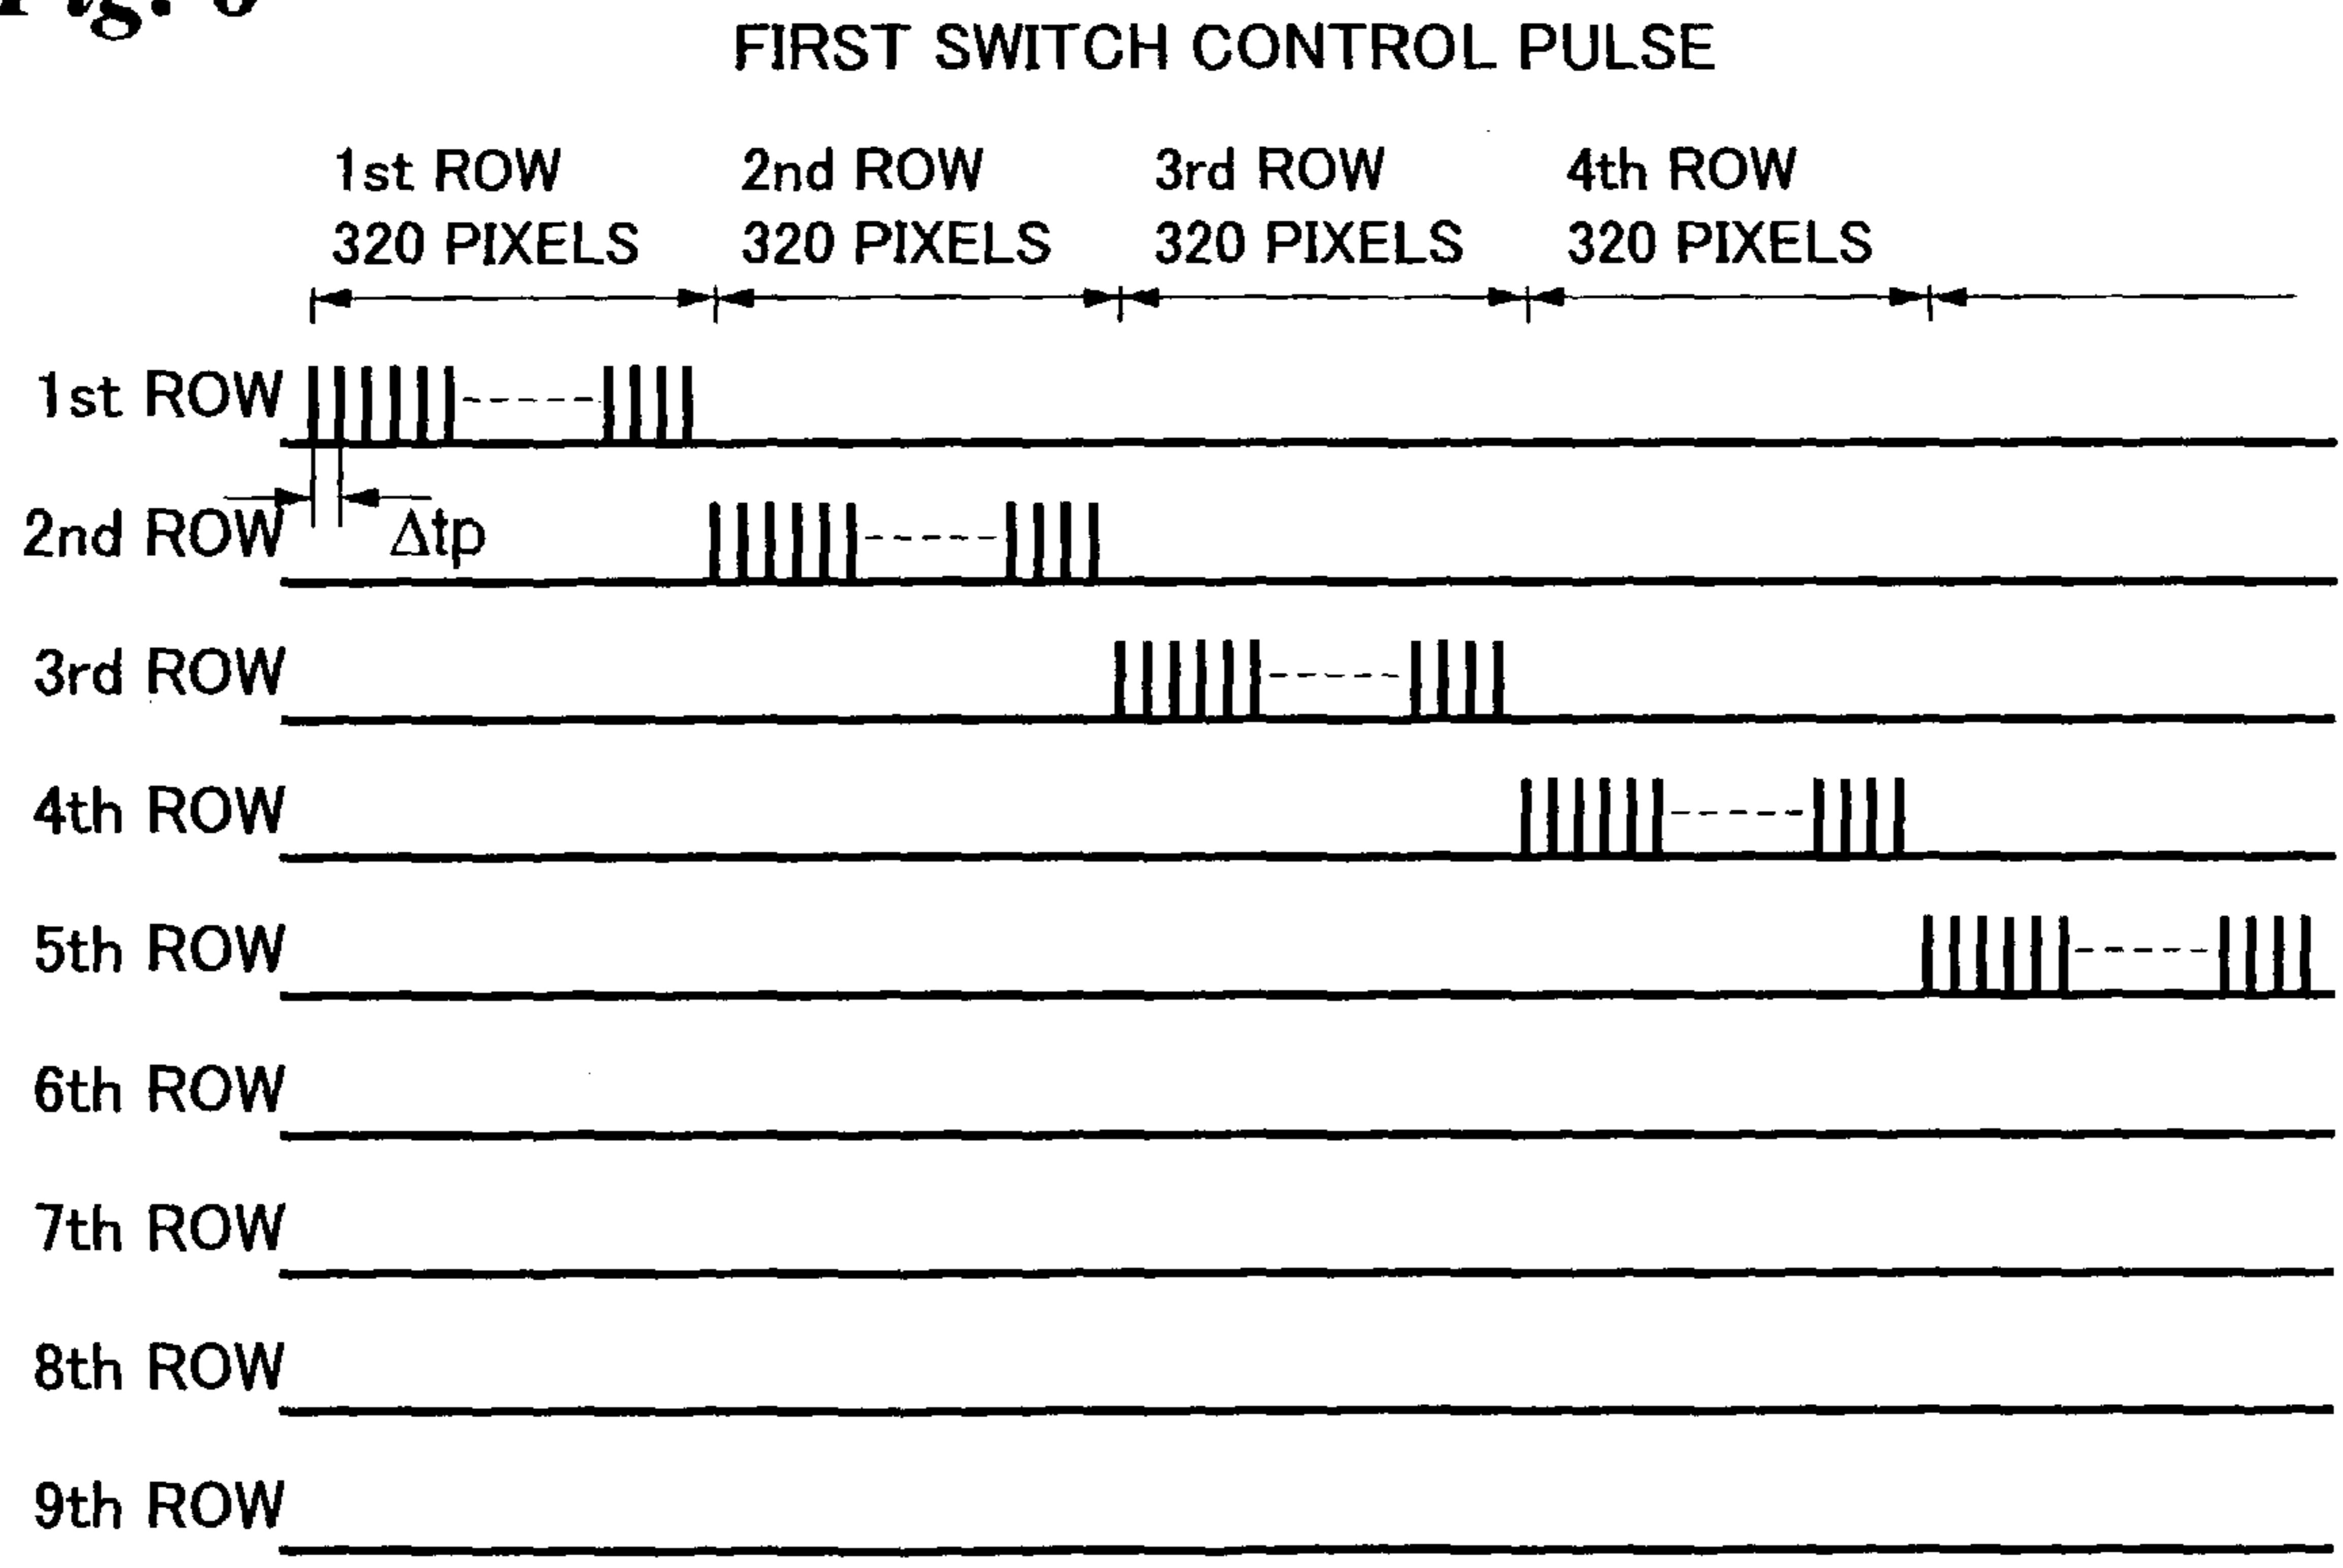 FIRST SWITCH CONTROL PULSE
1st ROW 2nd ROW 3rd ROW 4th ROW
320 PIXELS 320 PIXELS 320 PIXELS 320 PIXELS
1st ROW
Δtp
2nd ROW
3rd ROW
4th ROW
5th ROW
6th ROW
7th ROW
8th ROW
9th ROW